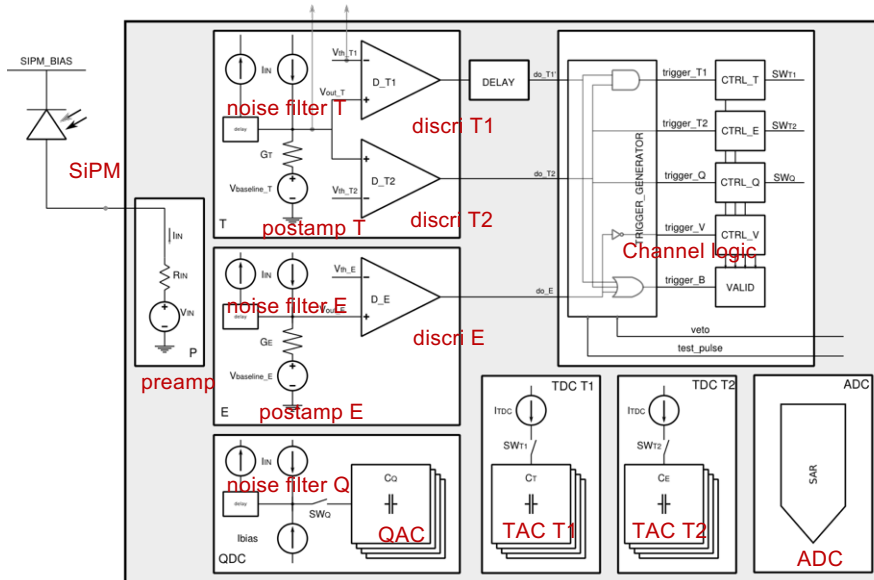 SIPM_BIAS
SiPM
IIN
RIN
VIN
P
preamp
IIN
Vth_T1
D_T1
Vout_T
noise filter T
delay
discri T1
GT
Vbaseline_T
Vth_T2
D_T2
T
postamp T
discri T2
DELAY
do_T1'
do_T2
do_E
TRIGGER_GENERATOR
trigger_T1
CTRL_T
SWT1
trigger_T2
CTRL_E
SWT2
trigger_Q
CTRL_Q
SWQ
trigger_V
CTRL_V
Channel logic
trigger_B
VALID
veto
test_pulse
IIN
Vth_E
D_E
noise filter E
Vout_E
delay
discri E
GE
Vbaseline_E
E
postamp E
IIN
noise filter Q
delay
SWQ
CQ
QAC
Ibias
QDC
TDC T1
ITDC
SWT1
CT
TAC T1
TDC T2
ITDC
SWT2
CE
TAC T2
ADC
SAR
ADC